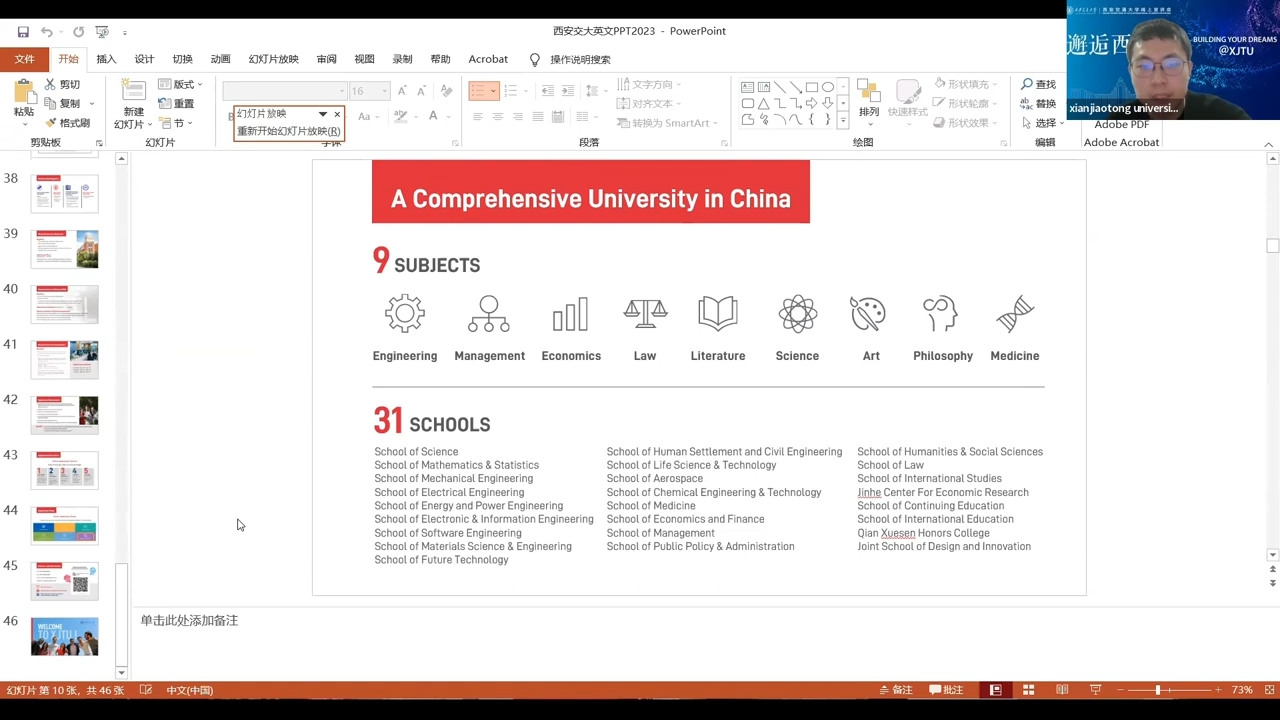 西安交大英文PPT2023 - PowerPoint
文件 开始 插入 设计 切换 动画 幻灯片放映 审阅 视图 录制 帮助 Acrobat 操作说明搜索
粘贴
剪切
复制
格式刷
剪贴板
新建
幻灯片
版式
重置
节
幻灯片
16
幻灯片放映
重新开始幻灯片放映(R)
Aa
A
文字方向
对齐文本
转换为 SmartArt
段落
排列
快速样式
形状填充
形状轮廓
形状效果
绘图
查找
替换
选择
编辑
Adobe PDF
Adobe Acrobat
BUILDING YOUR DREAMS
@XJTU
邂逅西
xianjiaotong universi...
38
39
40
41
42
43
44
45
46
WELCOME
TO XJTU
A Comprehensive University in China
9 SUBJECTS
Engineering Management Economics Law Literature Science Art Philosophy Medicine
31 SCHOOLS
School of Science
School of Mathematics & Statistics
School of Mechanical Engineering
School of Electrical Engineering
School of Energy and Power Engineering
School of Electronic & Information Engineering
School of Software Engineering
School of Materials Science & Engineering
School of Future Technology
School of Human Settlement and Civil Engineering
School of Life Science & Technology
School of Aerospace
School of Chemical Engineering & Technology
School of Medicine
School of Economics and Finance
School of Management
School of Public Policy & Administration
School of Humanities & Social Sciences
School of Law
School of International Studies
Jinhe Center For Economic Research
School of Continuing Education
School of International Education
Qian Xuesen Honors College
Joint School of Design and Innovation
单击此处添加备注
幻灯片 第 10 张，共 46 张 中文(中国) 备注 批注 73%